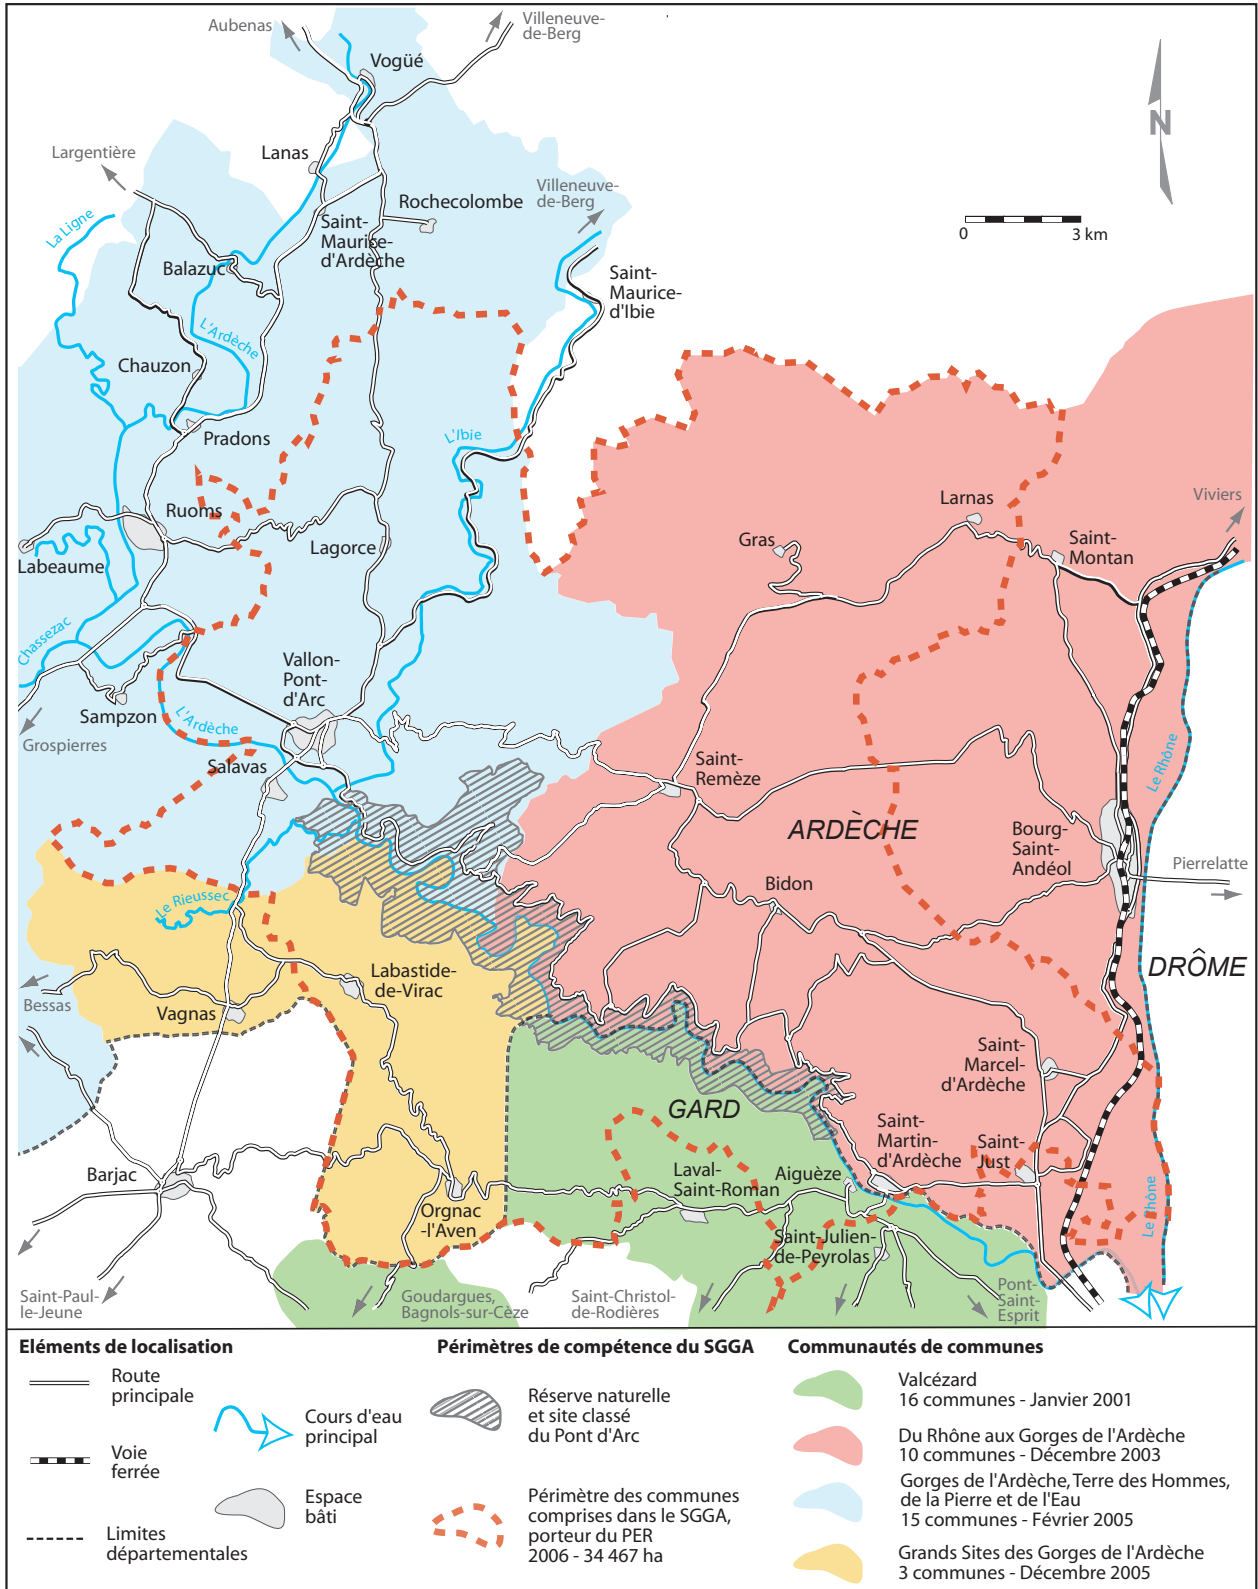 Aubenas
Villeneuve-
de-Berg
Vogüé
Largentière
Lanas
N
La Ligne
Rochecolombe
Villeneuve-
de-Berg
Saint-
Maurice-
d'Ardèche
0 3 km
Balazuc
Saint-
Maurice-
d'Ibie
L'Ardèche
Chauzon
Pradons
L'Ibie
Larnas
Viviers
Ruoms
Gras
Saint-
Montan
Lagorce
Labeaume
Chassezac
Vallon-
Pont-
d'Arc
Sampzon
L'Ardèche
Grospierres
Salavas
Saint-
Remèze
Le Rhône
ARDÈCHE
Bourg-
Saint-
Andéol
Pierrelatte
Bidon
Le Rieussec
DRÔME
Labastide-
de-Virac
Bessas
Vagnas
Saint-
Marcel-
d'Ardèche
GARD
Saint-
Martin-
d'Ardèche
Saint-
Just
Barjac
Laval-
Saint-Roman
Aiguèze
Le Rhône
Orgnac
-l'Aven
Saint-Julien-
de-Peyrolas
Saint-Paul-
le-Jeune
Goudargues,
Bagnols-sur-Cèze
Saint-Christol-
de-Rodières
Pont-
Saint-
Esprit
Eléments de localisation
Route
principale
Cours d'eau
principal
Voie
ferrée
Espace
bâti
Limites
départementales
Périmètres de compétence du SGGA
Réserve naturelle
et site classé
du Pont d'Arc
Périmètre des communes
comprises dans le SGGA,
porteur du PER
2006 - 34 467 ha
Communautés de communes
Valcézard
16 communes - Janvier 2001
Du Rhône aux Gorges de l'Ardèche
10 communes - Décembre 2003
Gorges de l'Ardèche, Terre des Hommes,
de la Pierre et de l'Eau
15 communes - Février 2005
Grands Sites des Gorges de l'Ardèche
3 communes - Décembre 2005